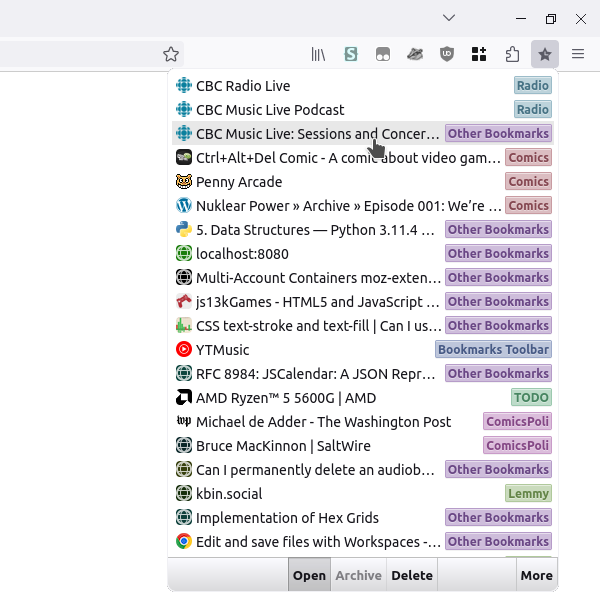 CBC Radio Live Radio
CBC Music Live Podcast Radio
CBC Music Live: Sessions and Concer... Other Bookmarks
Ctrl+Alt+Del Comic - A comic about video gam... Comics
Penny Arcade Comics
Nuklear Power » Archive » Episode 001: We’re ... Comics
5. Data Structures — Python 3.11.4 ... Other Bookmarks
localhost:8080 Other Bookmarks
Multi-Account Containers moz-exten... Other Bookmarks
js13kGames - HTML5 and JavaScript ... Other Bookmarks
CSS text-stroke and text-fill | Can I us... Other Bookmarks
YTMusic Bookmarks Toolbar
RFC 8984: JSCalendar: A JSON Repr... Other Bookmarks
AMD Ryzen™ 5 5600G | AMD TODO
Michael de Adder - The Washington Post ComicsPoli
Bruce MacKinnon | SaltWire ComicsPoli
Can I permanently delete an audiob... Other Bookmarks
kbin.social Lemmy
Implementation of Hex Grids Other Bookmarks
Edit and save files with Workspaces -... Other Bookmarks
Open Archive Delete More